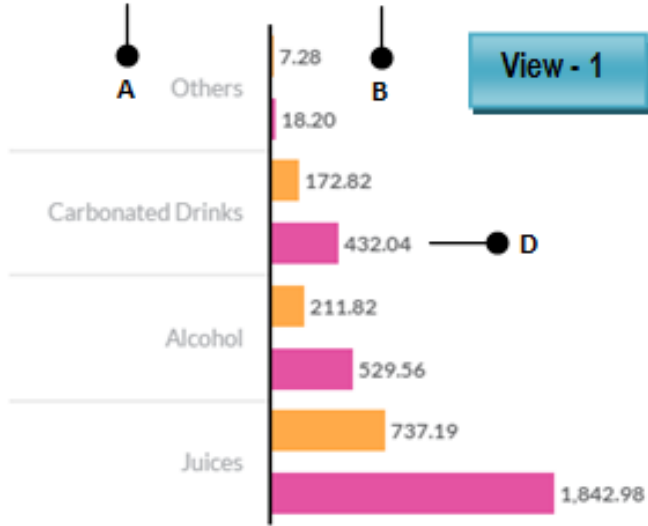 7.28
View - 1
A
Others
B
18.20
172.82
Carbonated Drinks
432.04
D
211.82
Alcohol
529.56
737.19
Juices
1,842.98